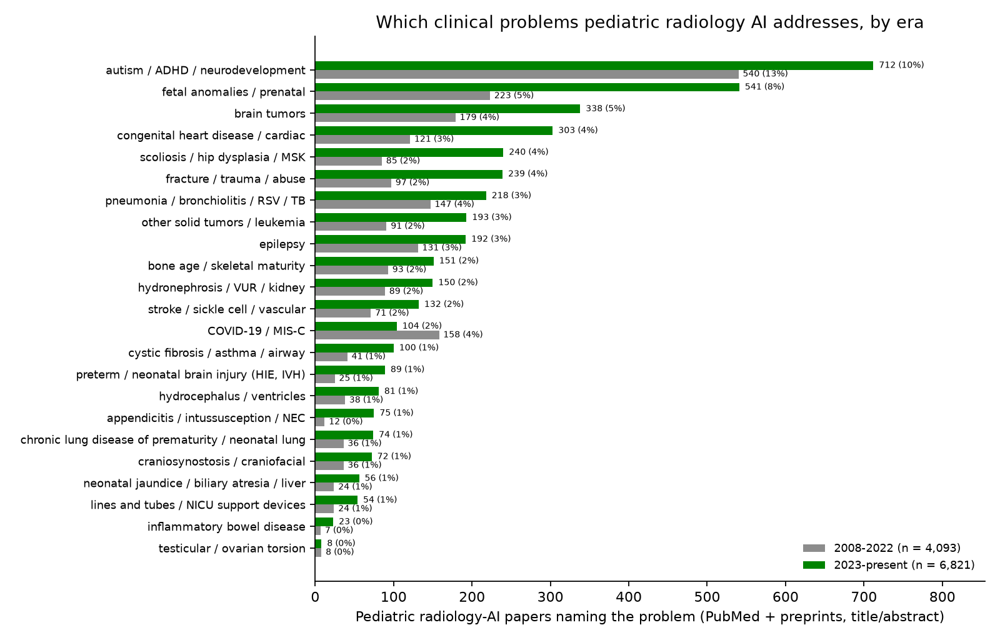 Which clinical problems pediatric radiology AI addresses, by era
autism / ADHD / neurodevelopment
712 (10%)
540 (13%)
fetal anomalies / prenatal
541 (8%)
223 (5%)
brain tumors
338 (5%)
179 (4%)
congenital heart disease / cardiac
303 (4%)
121 (3%)
scoliosis / hip dysplasia / MSK
240 (4%)
85 (2%)
fracture / trauma / abuse
239 (4%)
97 (2%)
pneumonia / bronchiolitis / RSV / TB
218 (3%)
147 (4%)
other solid tumors / leukemia
193 (3%)
91 (2%)
epilepsy
192 (3%)
131 (3%)
bone age / skeletal maturity
151 (2%)
93 (2%)
hydronephrosis / VUR / kidney
150 (2%)
89 (2%)
stroke / sickle cell / vascular
132 (2%)
71 (2%)
COVID-19 / MIS-C
104 (2%)
158 (4%)
cystic fibrosis / asthma / airway
100 (1%)
41 (1%)
preterm / neonatal brain injury (HIE, IVH)
89 (1%)
25 (1%)
hydrocephalus / ventricles
81 (1%)
38 (1%)
appendicitis / intussusception / NEC
75 (1%)
12 (0%)
chronic lung disease of prematurity / neonatal lung
74 (1%)
36 (1%)
craniosynostosis / craniofacial
72 (1%)
36 (1%)
neonatal jaundice / biliary atresia / liver
56 (1%)
24 (1%)
lines and tubes / NICU support devices
54 (1%)
24 (1%)
inflammatory bowel disease
23 (0%)
7 (0%)
testicular / ovarian torsion
8 (0%)
8 (0%)
2008-2022 (n = 4,093)
2023-present (n = 6,821)
0 100 200 300 400 500 600 700 800
Pediatric radiology-AI papers naming the problem (PubMed + preprints, title/abstract)